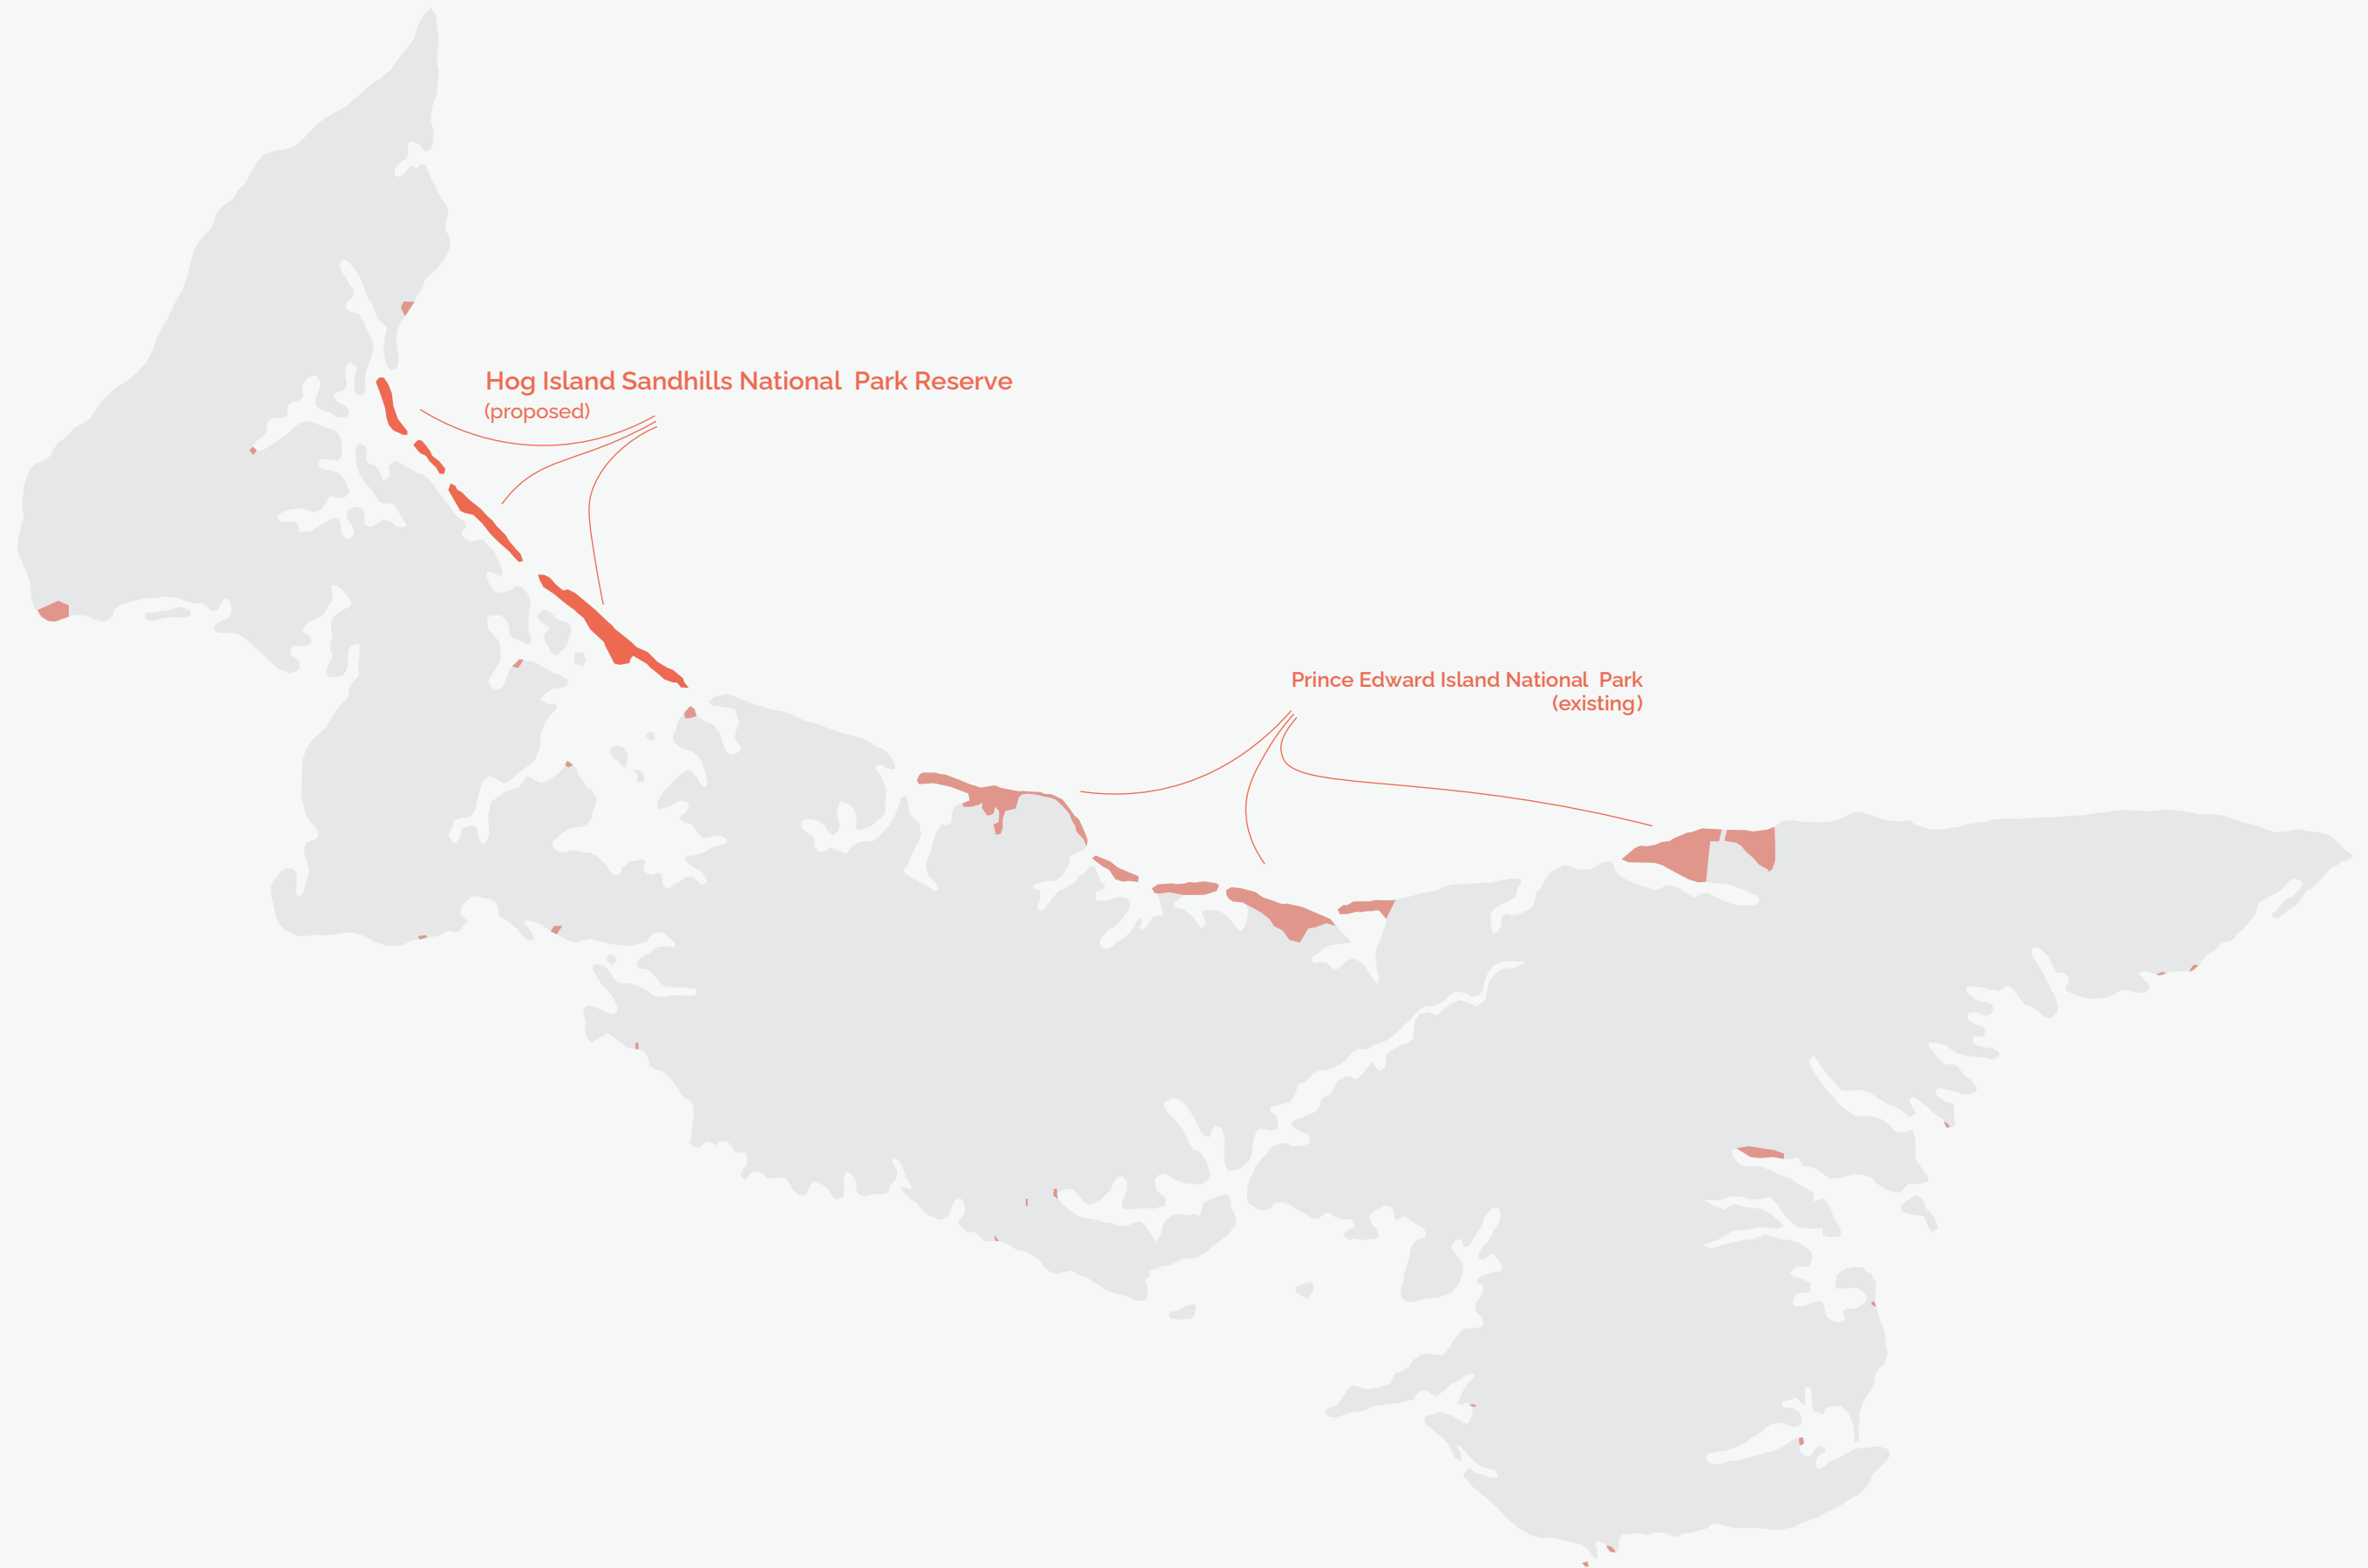 Hog Island Sandhills National Park Reserve
(proposed)
Prince Edward Island National Park
(existing)